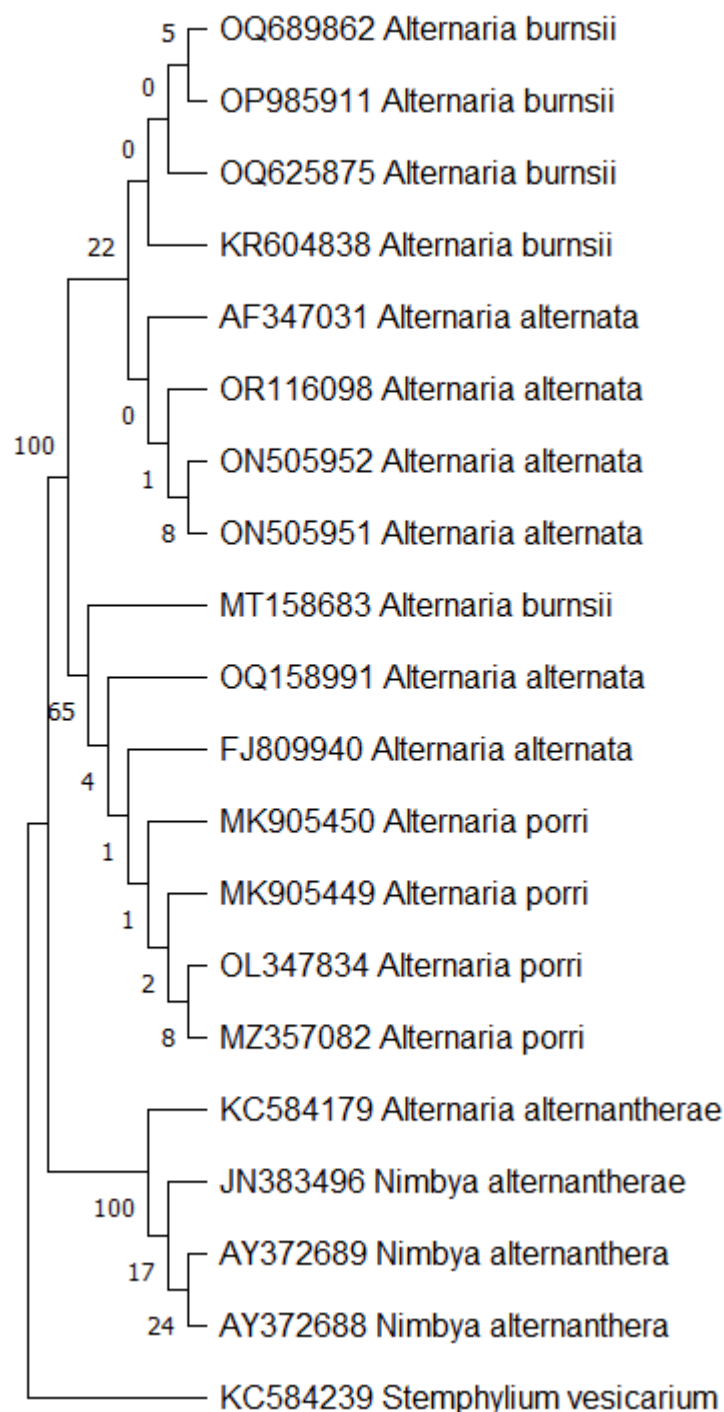 5
OQ689862 Alternaria burnsii
0
OP985911 Alternaria burnsii
0
OQ625875 Alternaria burnsii
22
KR604838 Alternaria burnsii
AF347031 Alternaria alternata
OR116098 Alternaria alternata
0
100
ON505952 Alternaria alternata
1
8
ON505951 Alternaria alternata
MT158683 Alternaria burnsii
OQ158991 Alternaria alternata
65
FJ809940 Alternaria alternata
4
MK905450 Alternaria porri
1
MK905449 Alternaria porri
1
OL347834 Alternaria porri
2
8
MZ357082 Alternaria porri
KC584179 Alternaria alternantherae
JN383496 Nimbya alternantherae
100
AY372689 Nimbya alternanthera
17
24
AY372688 Nimbya alternanthera
KC584239 Stemphylium vesicarium